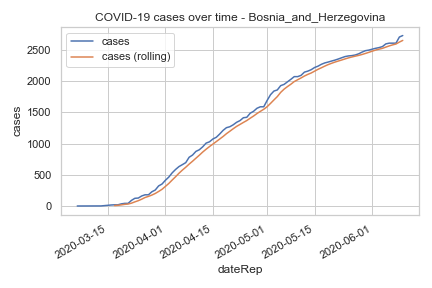 COVID-19 cases over time - Bosnia_and_Herzegovina
cases
cases (rolling)
2500
2000
1500
1000
500
0
cases
2020-03-15
2020-04-01
2020-04-15
2020-05-01
2020-05-15
2020-06-01
dateRep